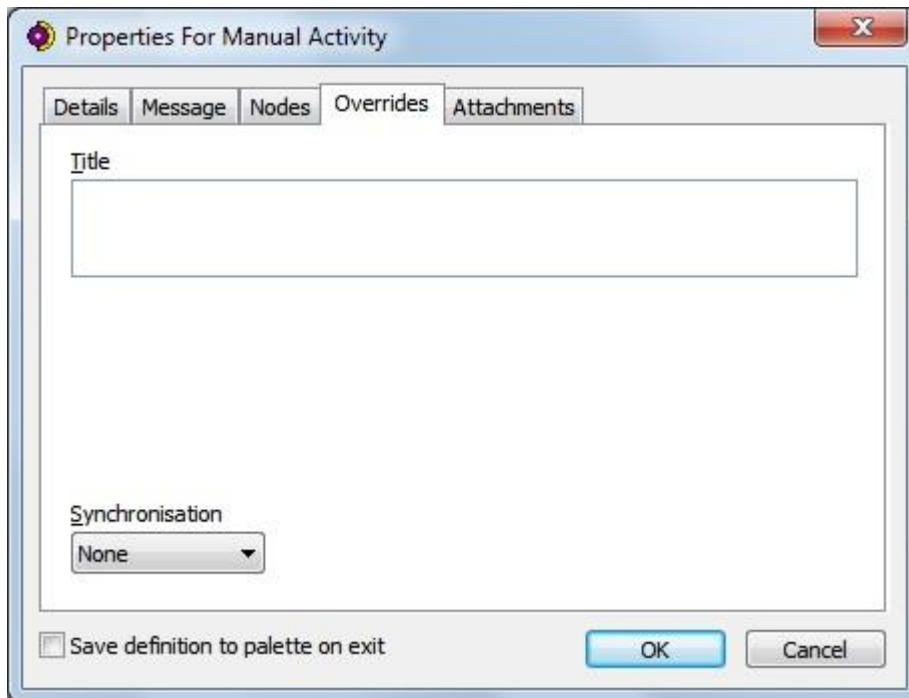 Properties For Manual Activity
Details Message Nodes Overrides Attachments
Title
Synchronisation
None
Save definition to palette on exit OK Cancel